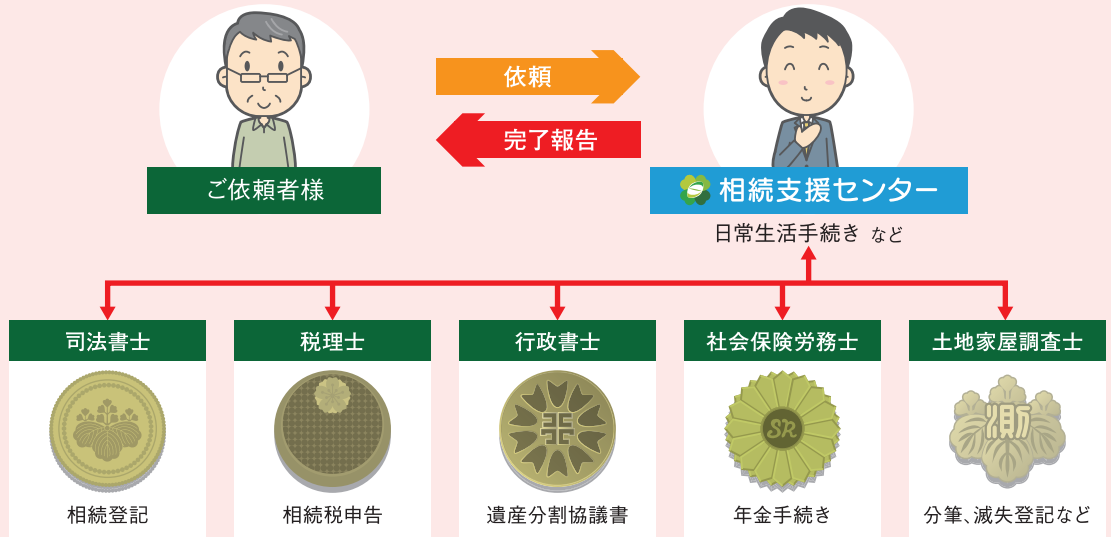 依頼
完了報告
ご依頼者様
相続支援センター
日常生活手続き など
司法書士
税理士
行政書士
社会保険労務士
土地家屋調査士
行
SR
測
相続登記
相続税申告
遺産分割協議書
年金手続き
分筆、滅失登記など